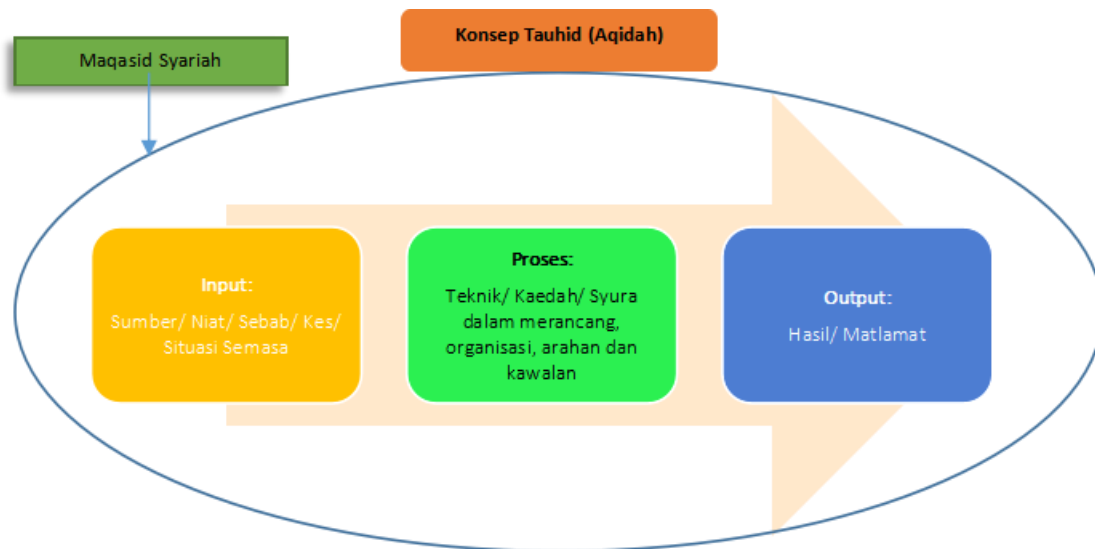 Konsep Tauhid (Aqidah)
Maqasid Syariah
Input:
Sumber/ Niat/ Sebab/ Kes/
Situasi Semasa
Proses:
Teknik/ Kaedah/ Syura
dalam merancang,
organisasi, arahan dan
kawalan
Output:
Hasil/ Matlamat